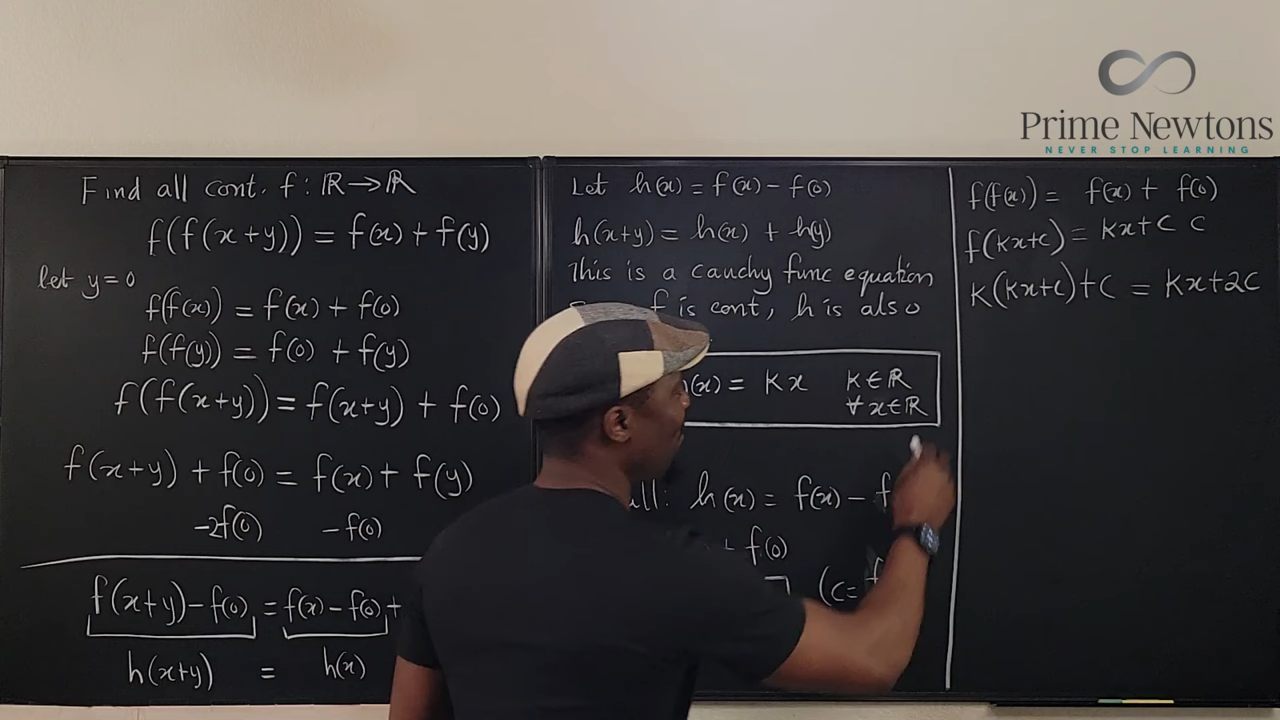 Prime Newtons
NEVER STOP LEARNING
Find all cont. f: ℝ→ℝ
f(f(x+y)) = f(x)+f(y)
let y=0
f(f(x)) = f(x) + f(0)
f(f(y)) = f(0) + f(y)
f(f(x+y)) = f(x+y) + f(0)
f(x+y) + f(0) = f(x) + f(y)
-2f(0) - f(0)
f(x+y) - f(0) = f(x) - f(0) +
h(x+y) = h(x)
Let h(x) = f(x) - f(0)
h(x+y) = h(x) + h(y)
This is a cauchy func equation
f is cont, h is also
(x) = kx k∈ℝ
∀x∈ℝ
h(x) = f(x) -
+ f(0)
(c=
f(f(x)) = f(x) + f(0)
f(kx+c) = kx+c c
k(kx+c)+c = kx+2c